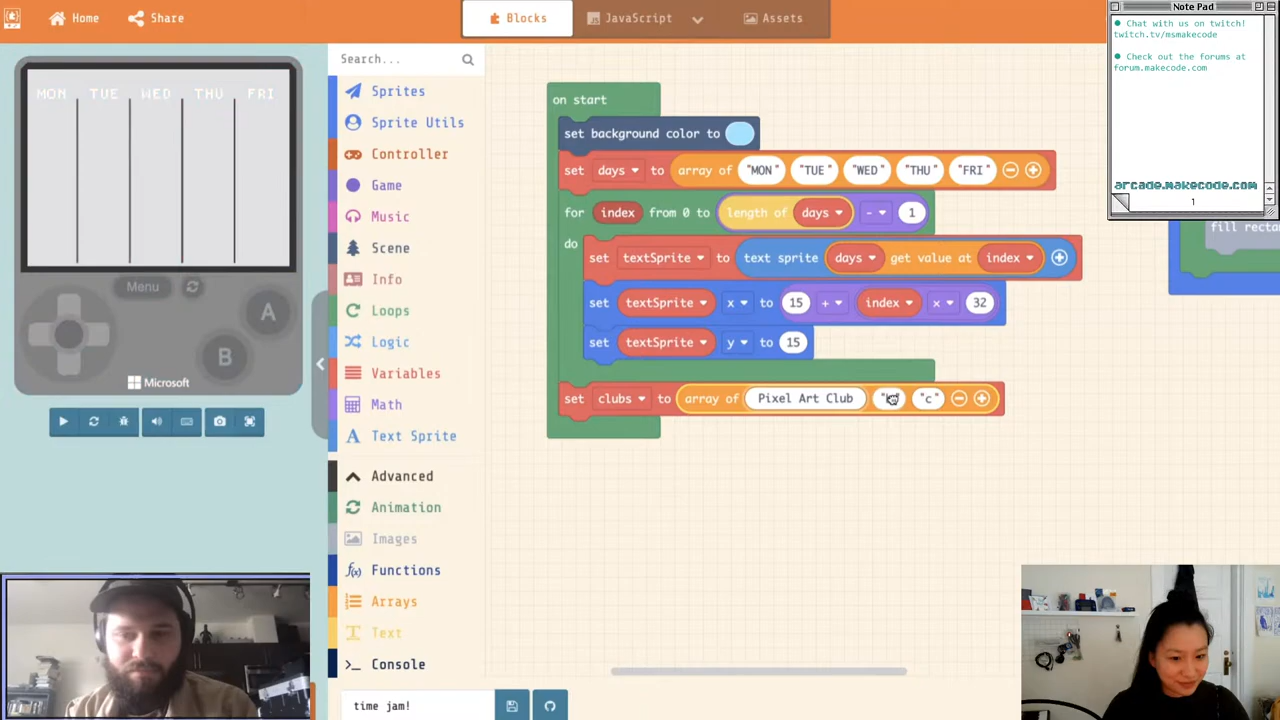 Home
Share
Blocks
JavaScript
Assets
Note Pad
● Chat with us on twitch!
twitch.tv/msmakecode
● Check out the forums at
forum.makecode.com
arcade.makecode.com
1
MON TUE WED THU FRI
Menu
A
B
Microsoft
Search...
Sprites
Sprite Utils
Controller
Game
Music
Scene
Info
Loops
Logic
Variables
Math
Text Sprite
Advanced
Animation
Images
Functions
Arrays
Text
Console
on start
set background color to
set days to array of "MON" "TUE" "WED" "THU" "FRI"
for index from 0 to length of days - 1
do
set textSprite to text sprite days get value at index
set textSprite x to 15 + index x 32
set textSprite y to 15
set clubs to array of Pixel Art Club "c"
fill recta
time jam!